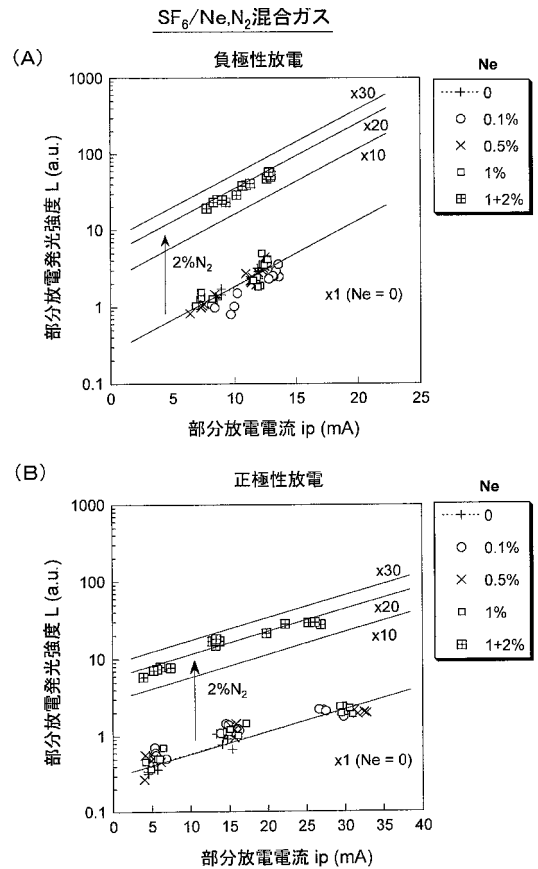 SF6/Ne,N2混合ガス
(A)
負極性放電
部分放電発光強度 L (a.u.)
1000
100
10
1
0.1
x30
x20
x10
2%N2
x1 (Ne = 0)
0
5
10
15
20
25
部分放電電流 ip (mA)
Ne
0
0.1%
0.5%
1%
1+2%
(B)
正極性放電
部分放電発光強度 L (a.u.)
1000
100
10
1
0.1
x30
x20
x10
2%N2
x1 (Ne = 0)
0
5
10
15
20
25
30
35
40
部分放電電流 ip (mA)
Ne
0
0.1%
0.5%
1%
1+2%